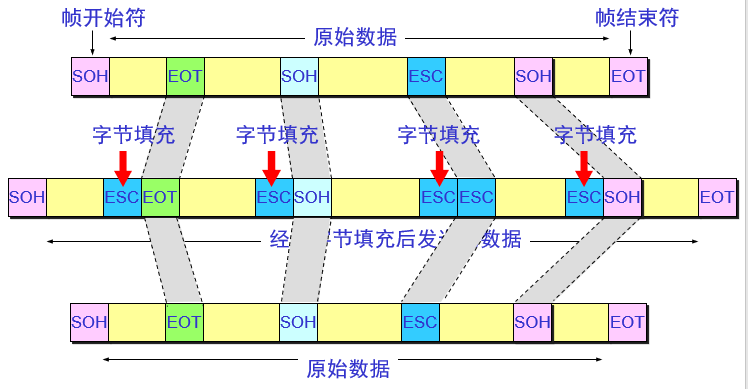 帧开始符 原始数据 帧结束符
SOH EOT SOH ESC SOH EOT
字节填充 字节填充 字节填充 字节填充
SOH ESC EOT ESC SOH ESC ESC ESC SOH EOT
经 字节填充后发 数据
SOH EOT SOH ESC SOH EOT
原始数据